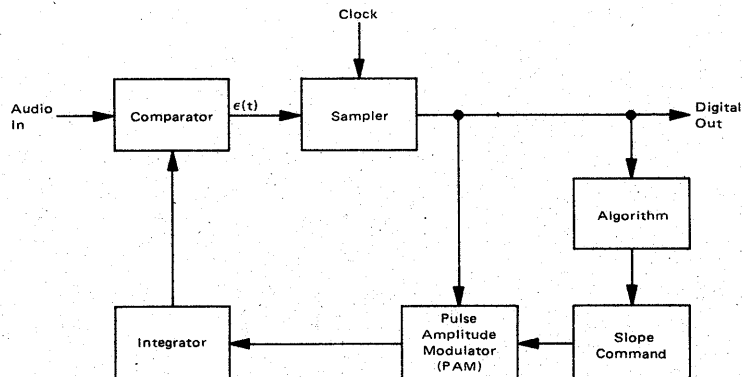 Clock
Audio
In
Comparator
ϵ(t)
Sampler
Digital
Out
Algorithm
Integrator
Pulse
Amplitude
Modulator
(PAM)
Slope
Command